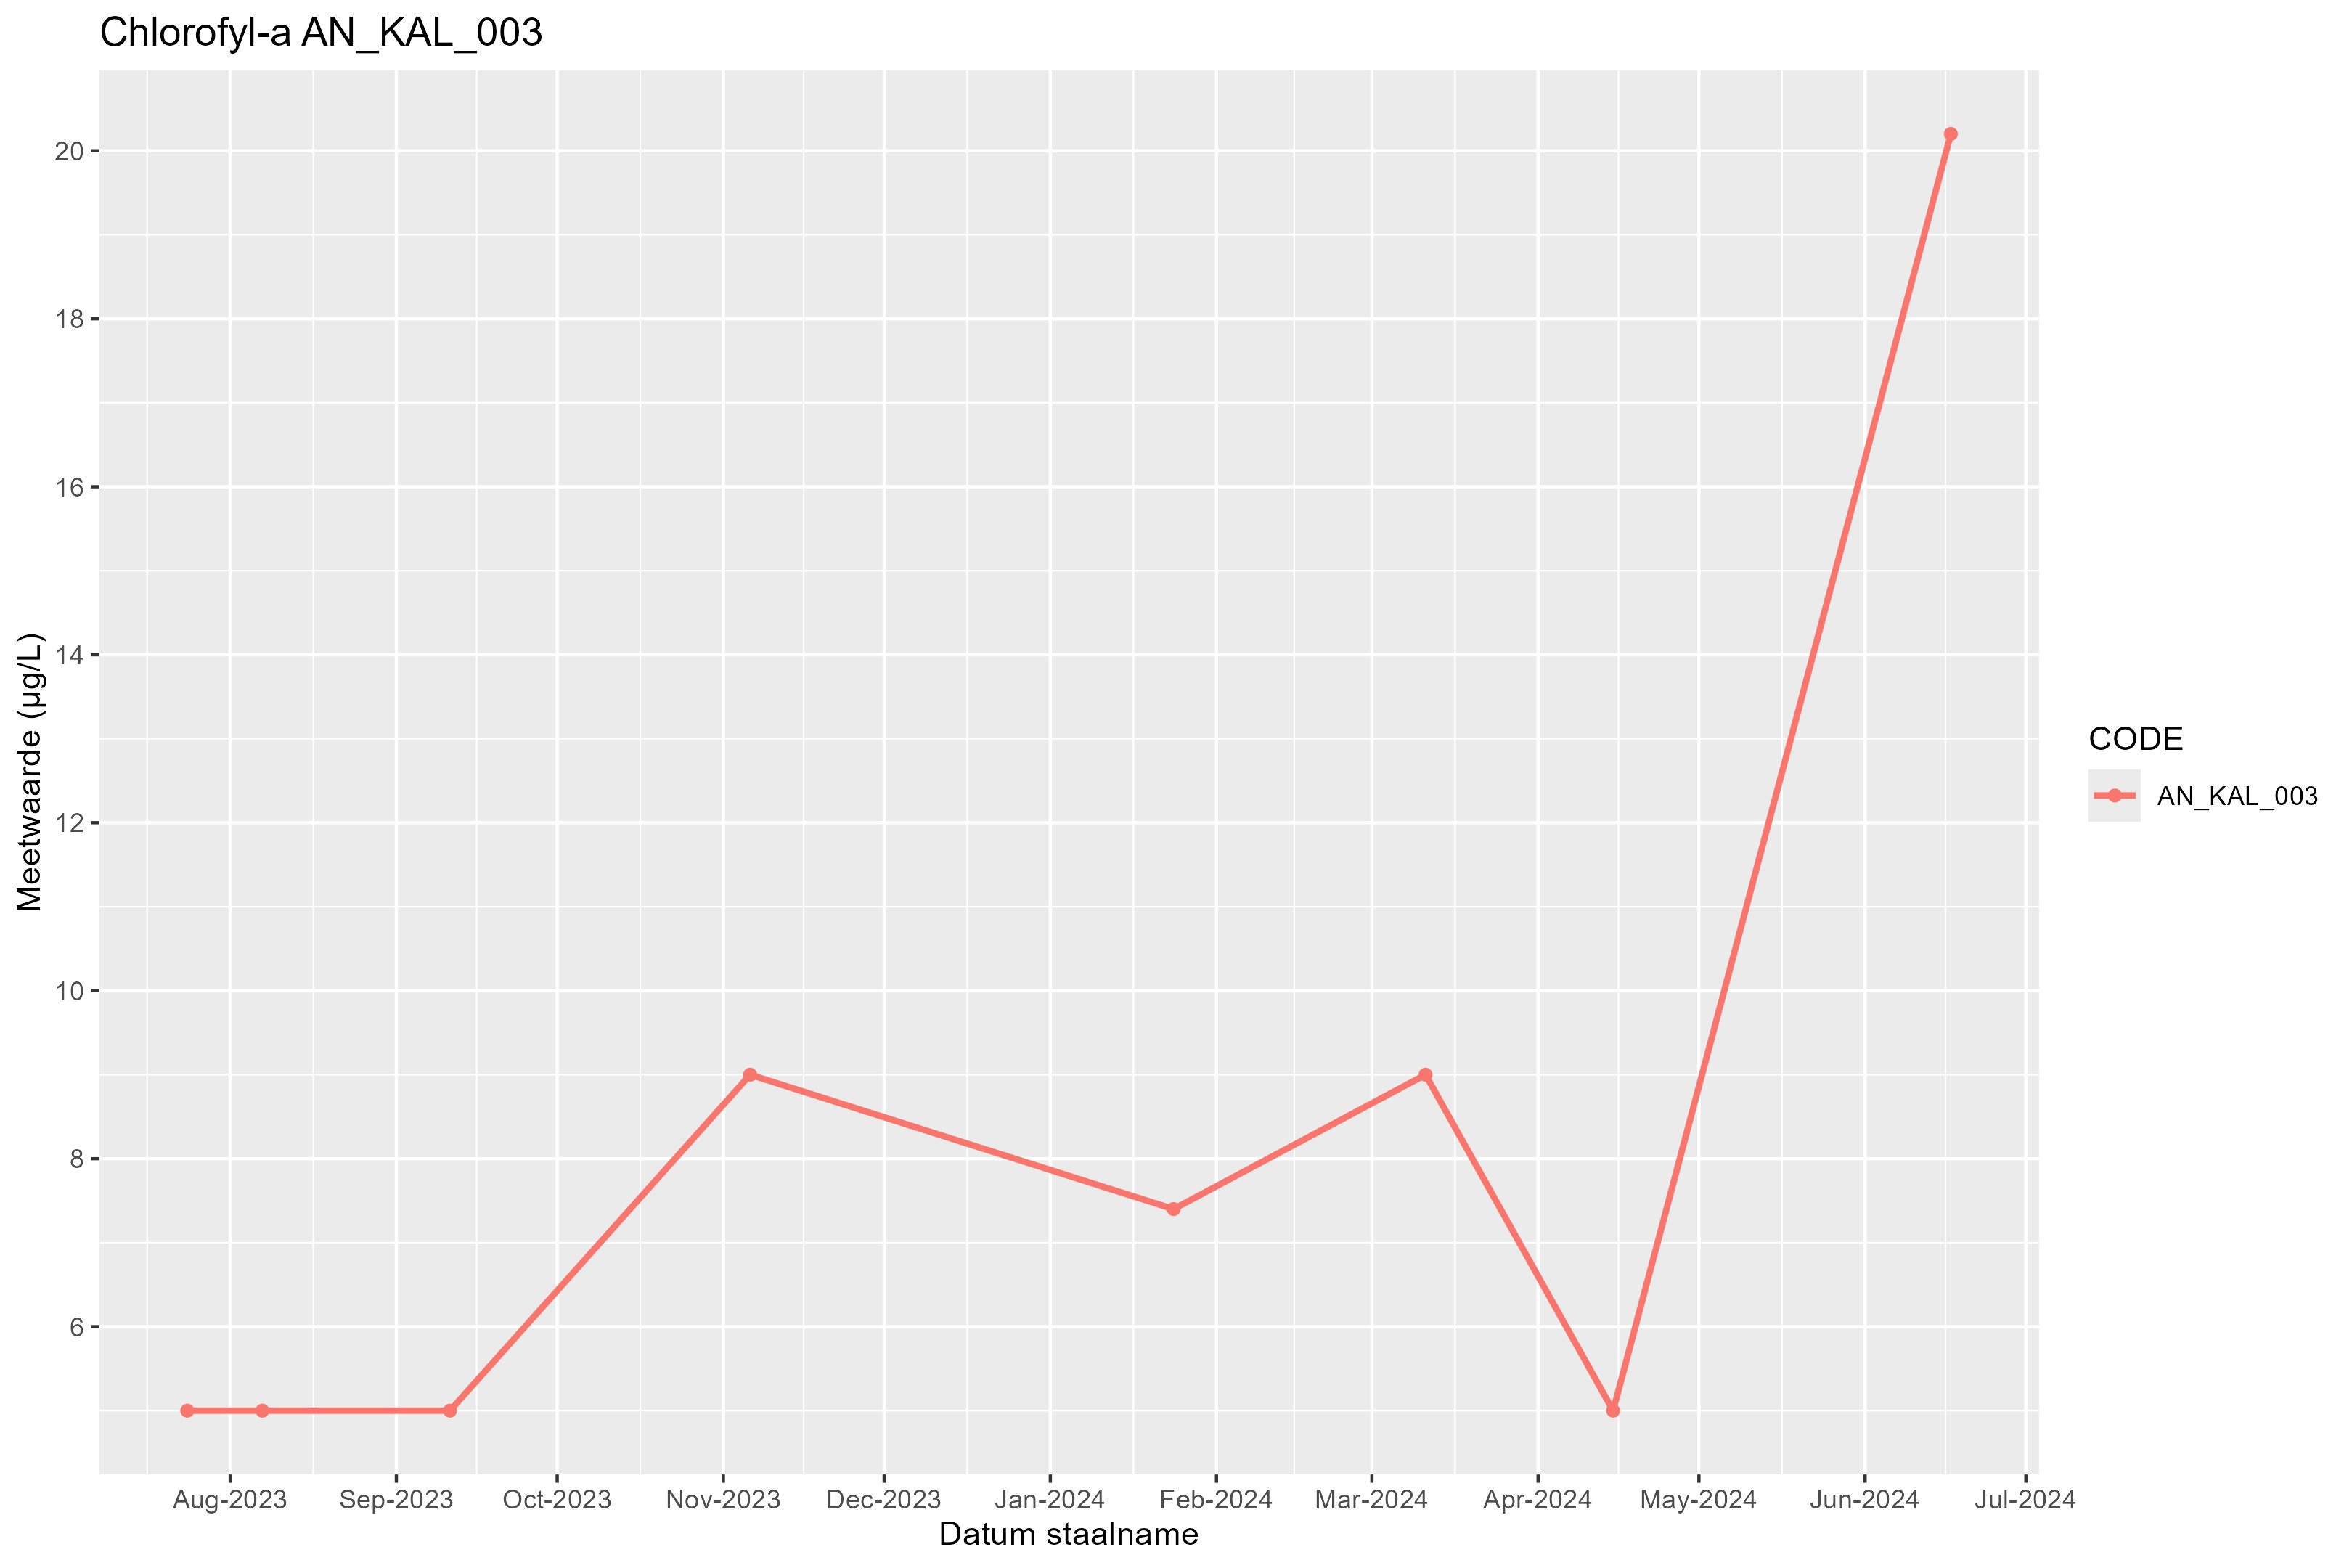 Chlorofyl-a AN_KAL_003
Meetwaarde (µg/L)
20
18
16
14
12
10
8
6
Aug-2023 Sep-2023 Oct-2023 Nov-2023 Dec-2023 Jan-2024 Feb-2024 Mar-2024 Apr-2024 May-2024 Jun-2024 Jul-2024
Datum staalname
CODE
AN_KAL_003